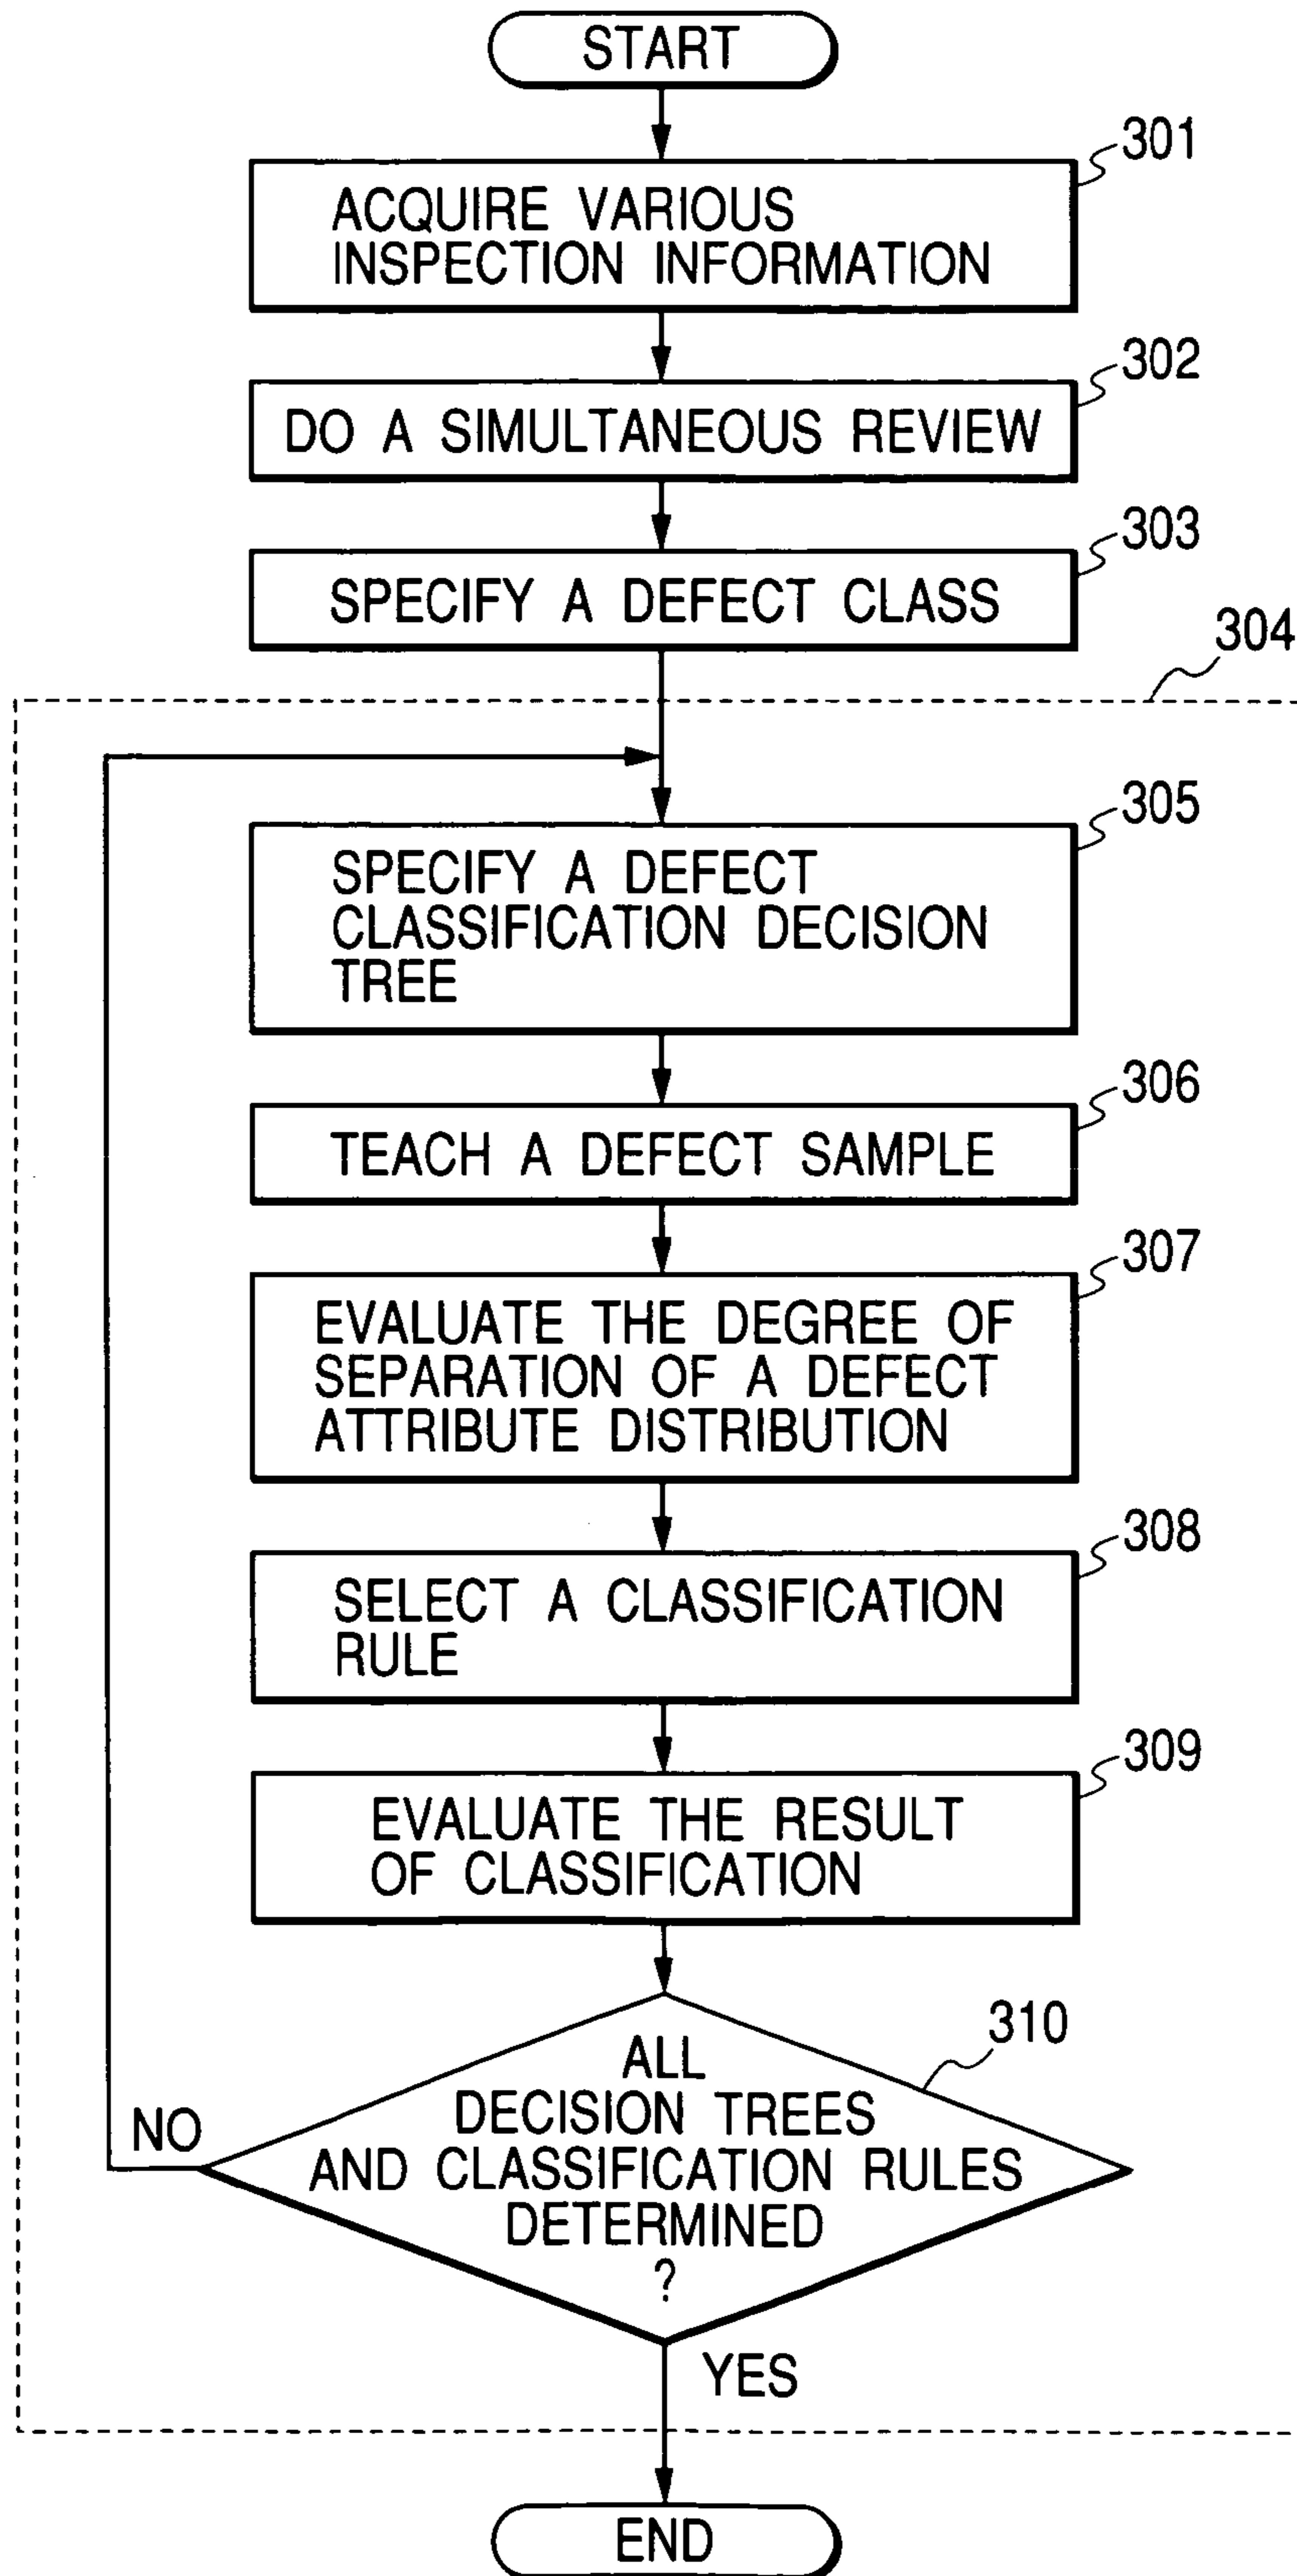 START
301
ACQUIRE VARIOUS
INSPECTION INFORMATION
302
DO A SIMULTANEOUS REVIEW
303
SPECIFY A DEFECT CLASS
304
305
SPECIFY A DEFECT
CLASSIFICATION DECISION
TREE
306
TEACH A DEFECT SAMPLE
307
EVALUATE THE DEGREE OF
SEPARATION OF A DEFECT
ATTRIBUTE DISTRIBUTION
308
SELECT A CLASSIFICATION
RULE
309
EVALUATE THE RESULT
OF CLASSIFICATION
310
ALL
DECISION TREES
AND CLASSIFICATION RULES
DETERMINED
?
NO
YES
END